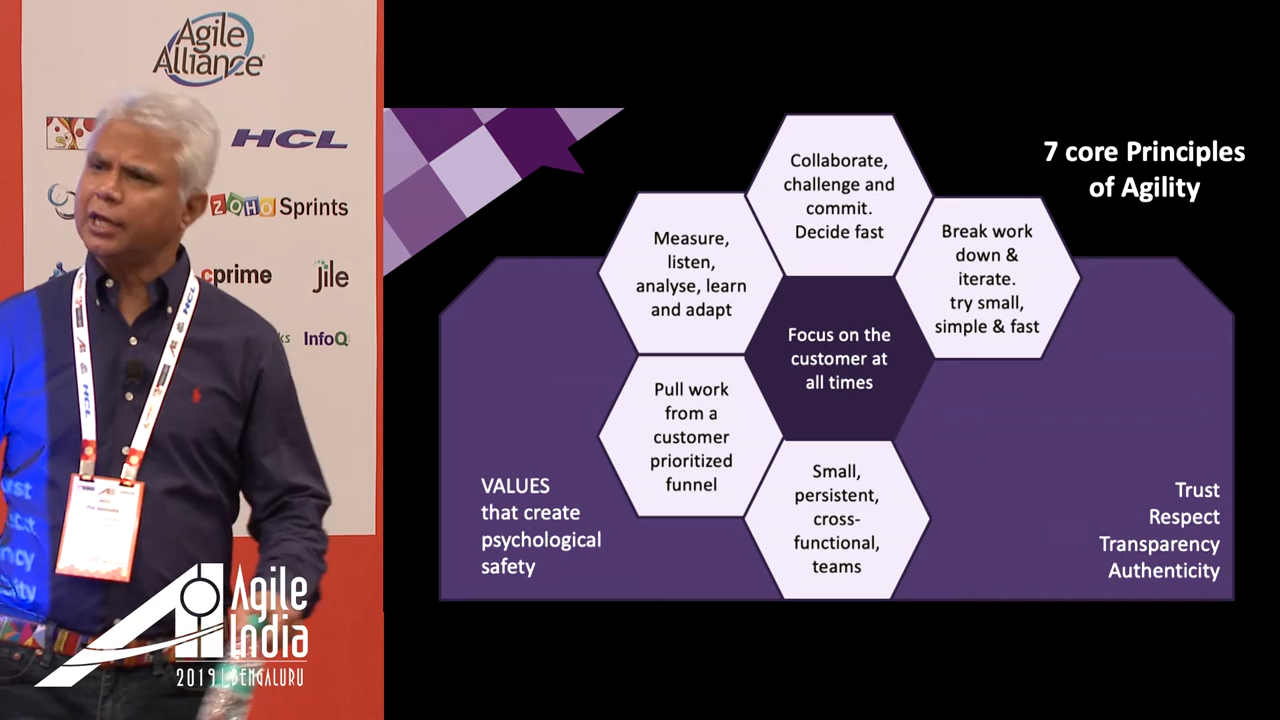 Agile
Alliance
HCL
ZOHO Sprints
cprime
jile
ks
InfoQ
HCL
HCL
Agile
India
2019 | BENGALURU
7 core Principles
of Agility
Collaborate,
challenge and
commit.
Decide fast
Measure,
listen,
analyse, learn
and adapt
Break work
down &
iterate.
try small,
simple & fast
Focus on the
customer at
all times
Pull work
from a
customer
prioritized
funnel
Small,
persistent,
cross-
functional,
teams
VALUES
that create
psychological
safety
Trust
Respect
Transparency
Authenticity